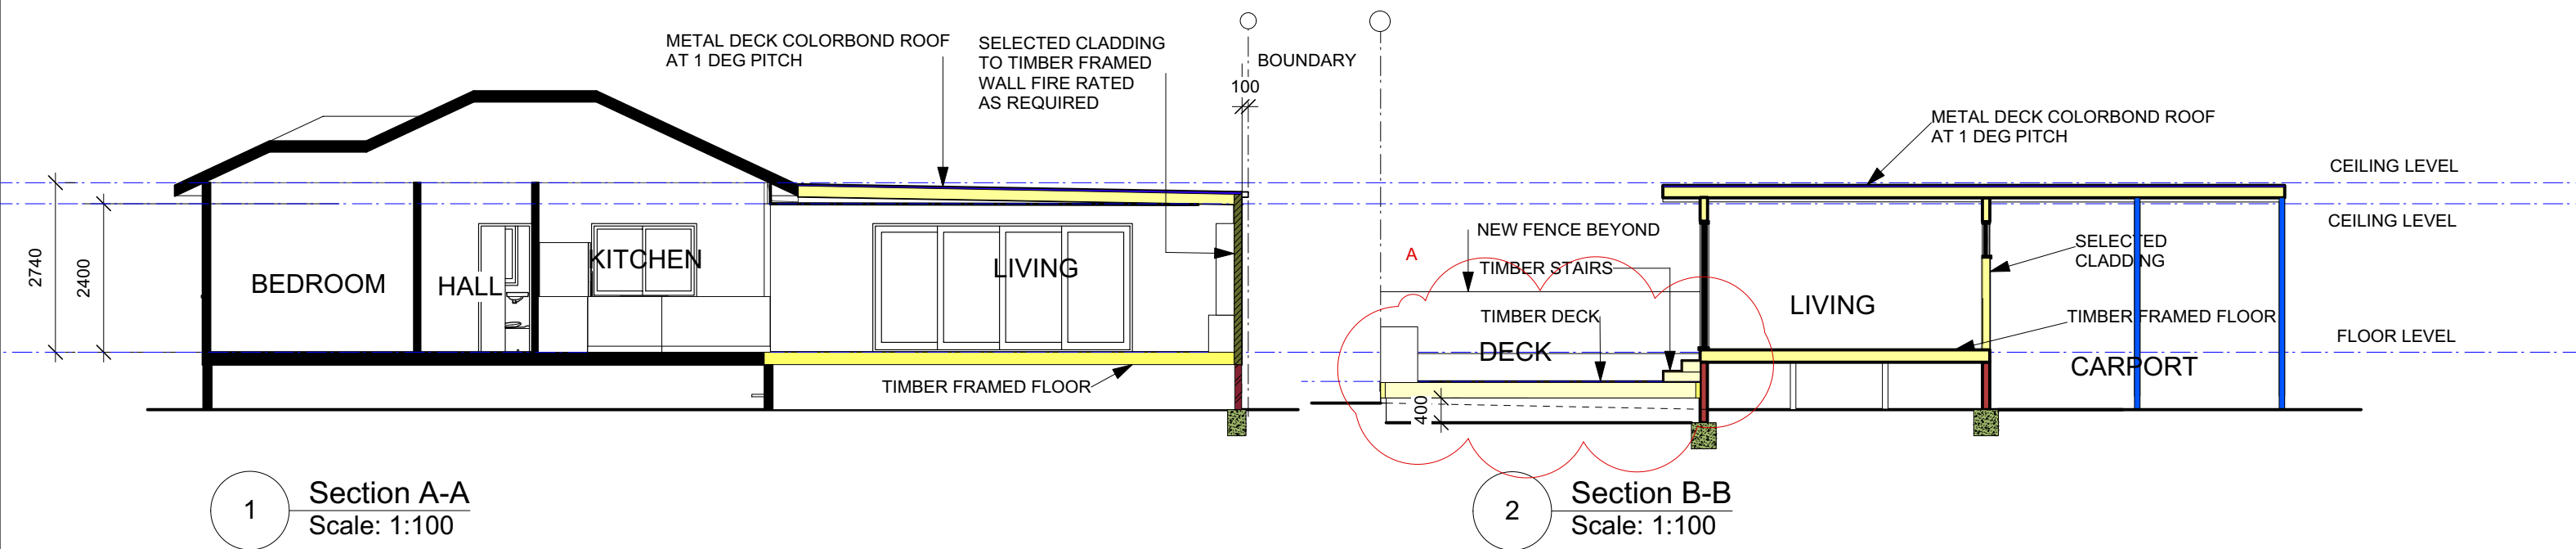 METAL DECK COLORBOND ROOF
AT 1 DEG PITCH
SELECTED CLADDING
TO TIMBER FRAMED
WALL FIRE RATED
AS REQUIRED
BOUNDARY
100
2740
2400
BEDROOM
HALL
KITCHEN
LIVING
TIMBER FRAMED FLOOR
1
Section A-A
Scale: 1:100
METAL DECK COLORBOND ROOF
AT 1 DEG PITCH
CEILING LEVEL
CEILING LEVEL
NEW FENCE BEYOND
A
TIMBER STAIRS
SELECTED
CLADDING
LIVING
TIMBER DECK
TIMBER FRAMED FLOOR
FLOOR LEVEL
DECK
CARPORT
400
2
Section B-B
Scale: 1:100